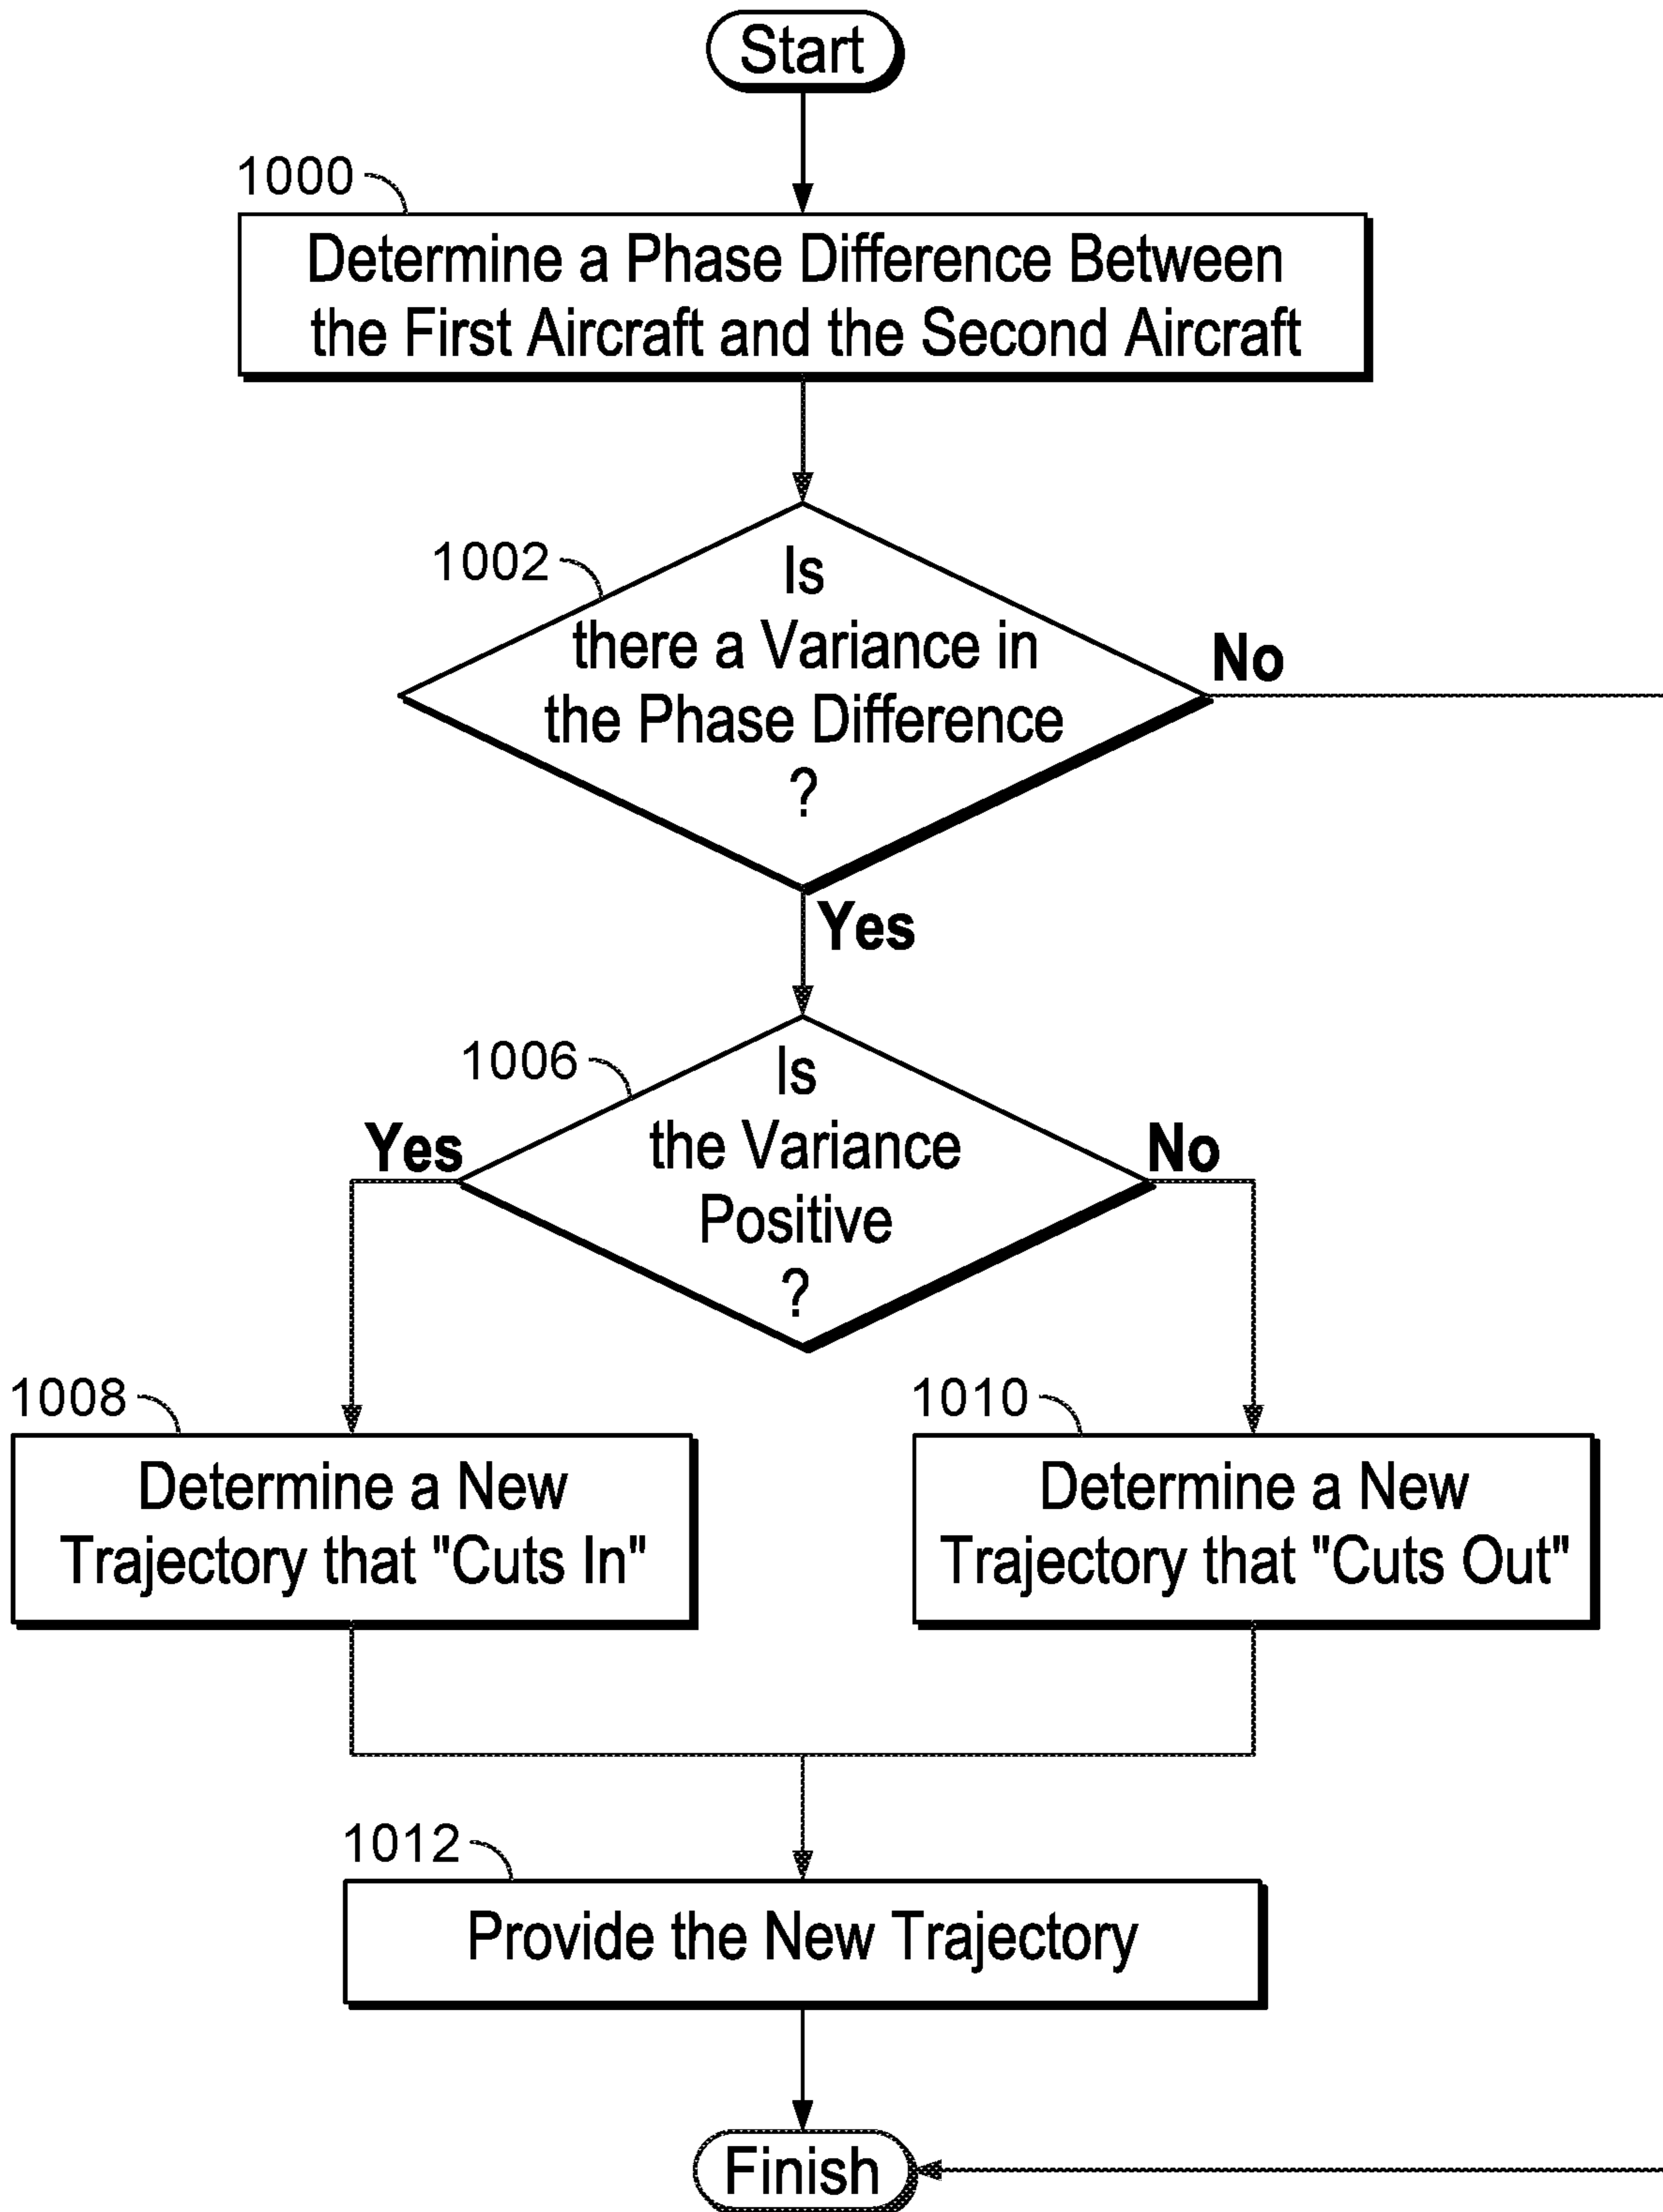 Start
1000
Determine a Phase Difference Between
the First Aircraft and the Second Aircraft
1002
Is
there a Variance in
the Phase Difference
?
No
Yes
1006
Is
the Variance
Positive
?
Yes
No
1008
Determine a New
Trajectory that "Cuts In"
1010
Determine a New
Trajectory that "Cuts Out"
1012
Provide the New Trajectory
Finish